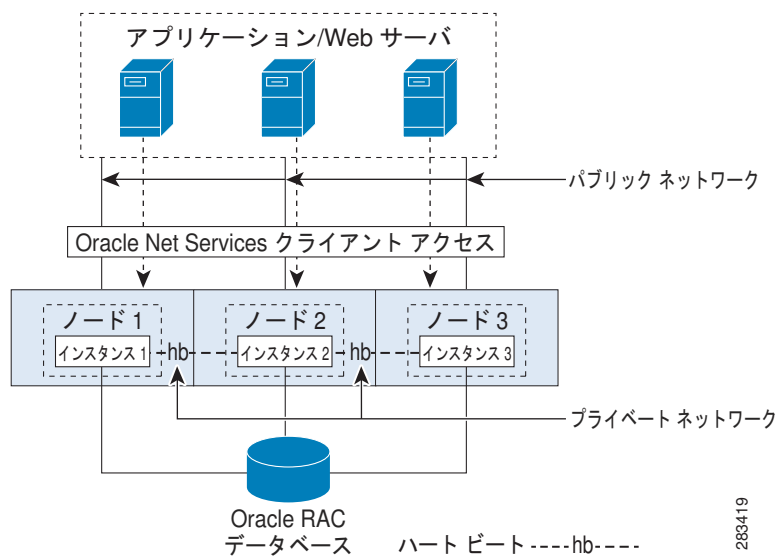 アプリケーション/Web サーバ
パブリック ネットワーク
Oracle Net Services クライアント アクセス
ノード 1
ノード 2
ノード 3
インスタンス 1
hb
インスタンス 2
hb
インスタンス 3
プライベート ネットワーク
Oracle RAC
データベース
ハート ビート ----hb----
283419